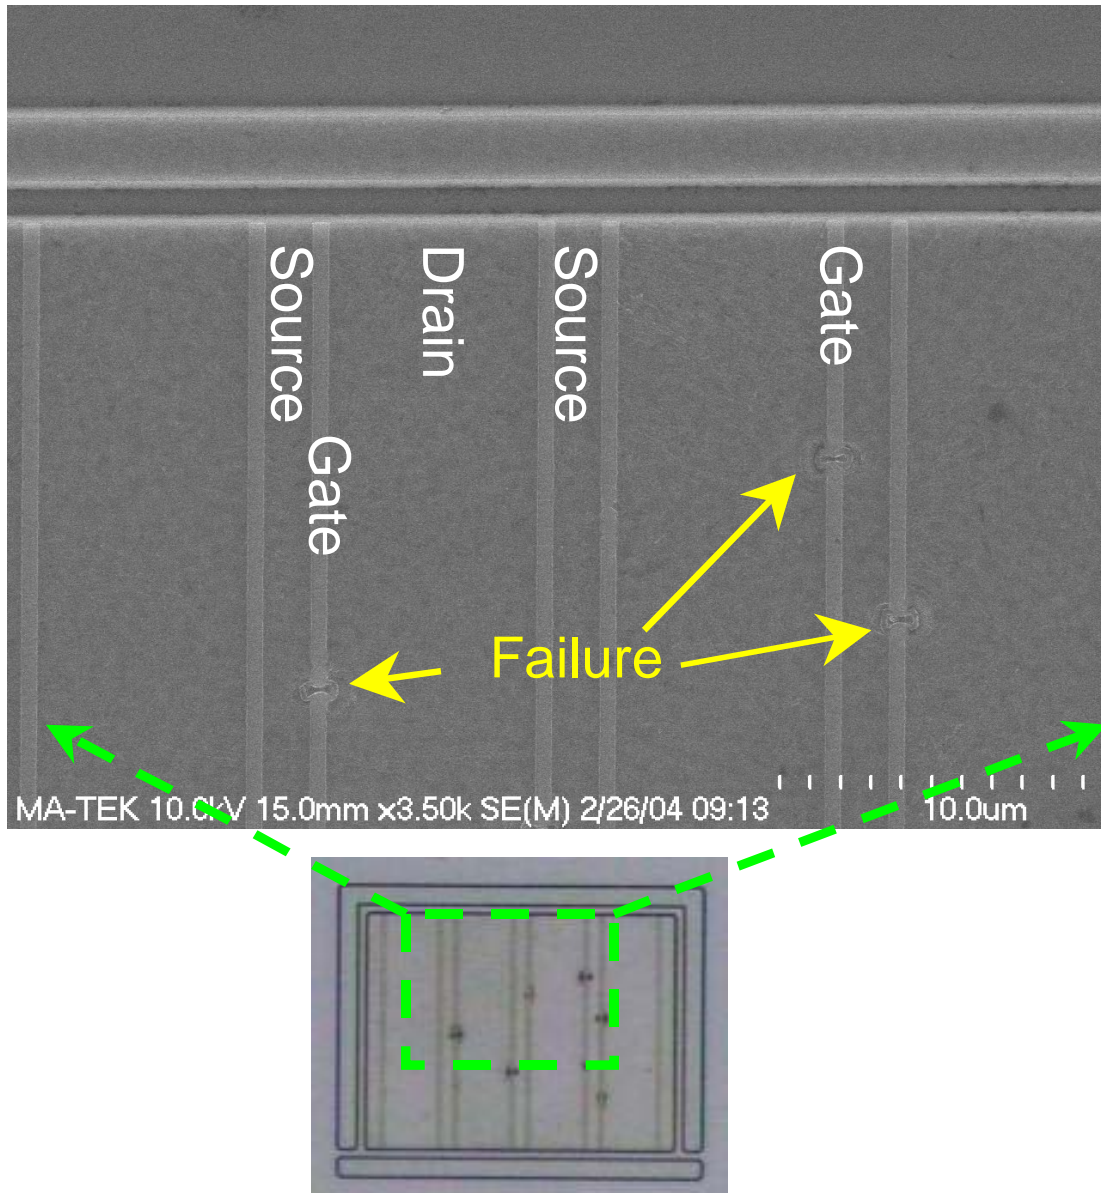 Source
Drain
Source
Gate
Gate
Failure
MA-TEK 10.0kV 15.0mm x3.50k SE(M) 2/26/04 09:13
10.0um